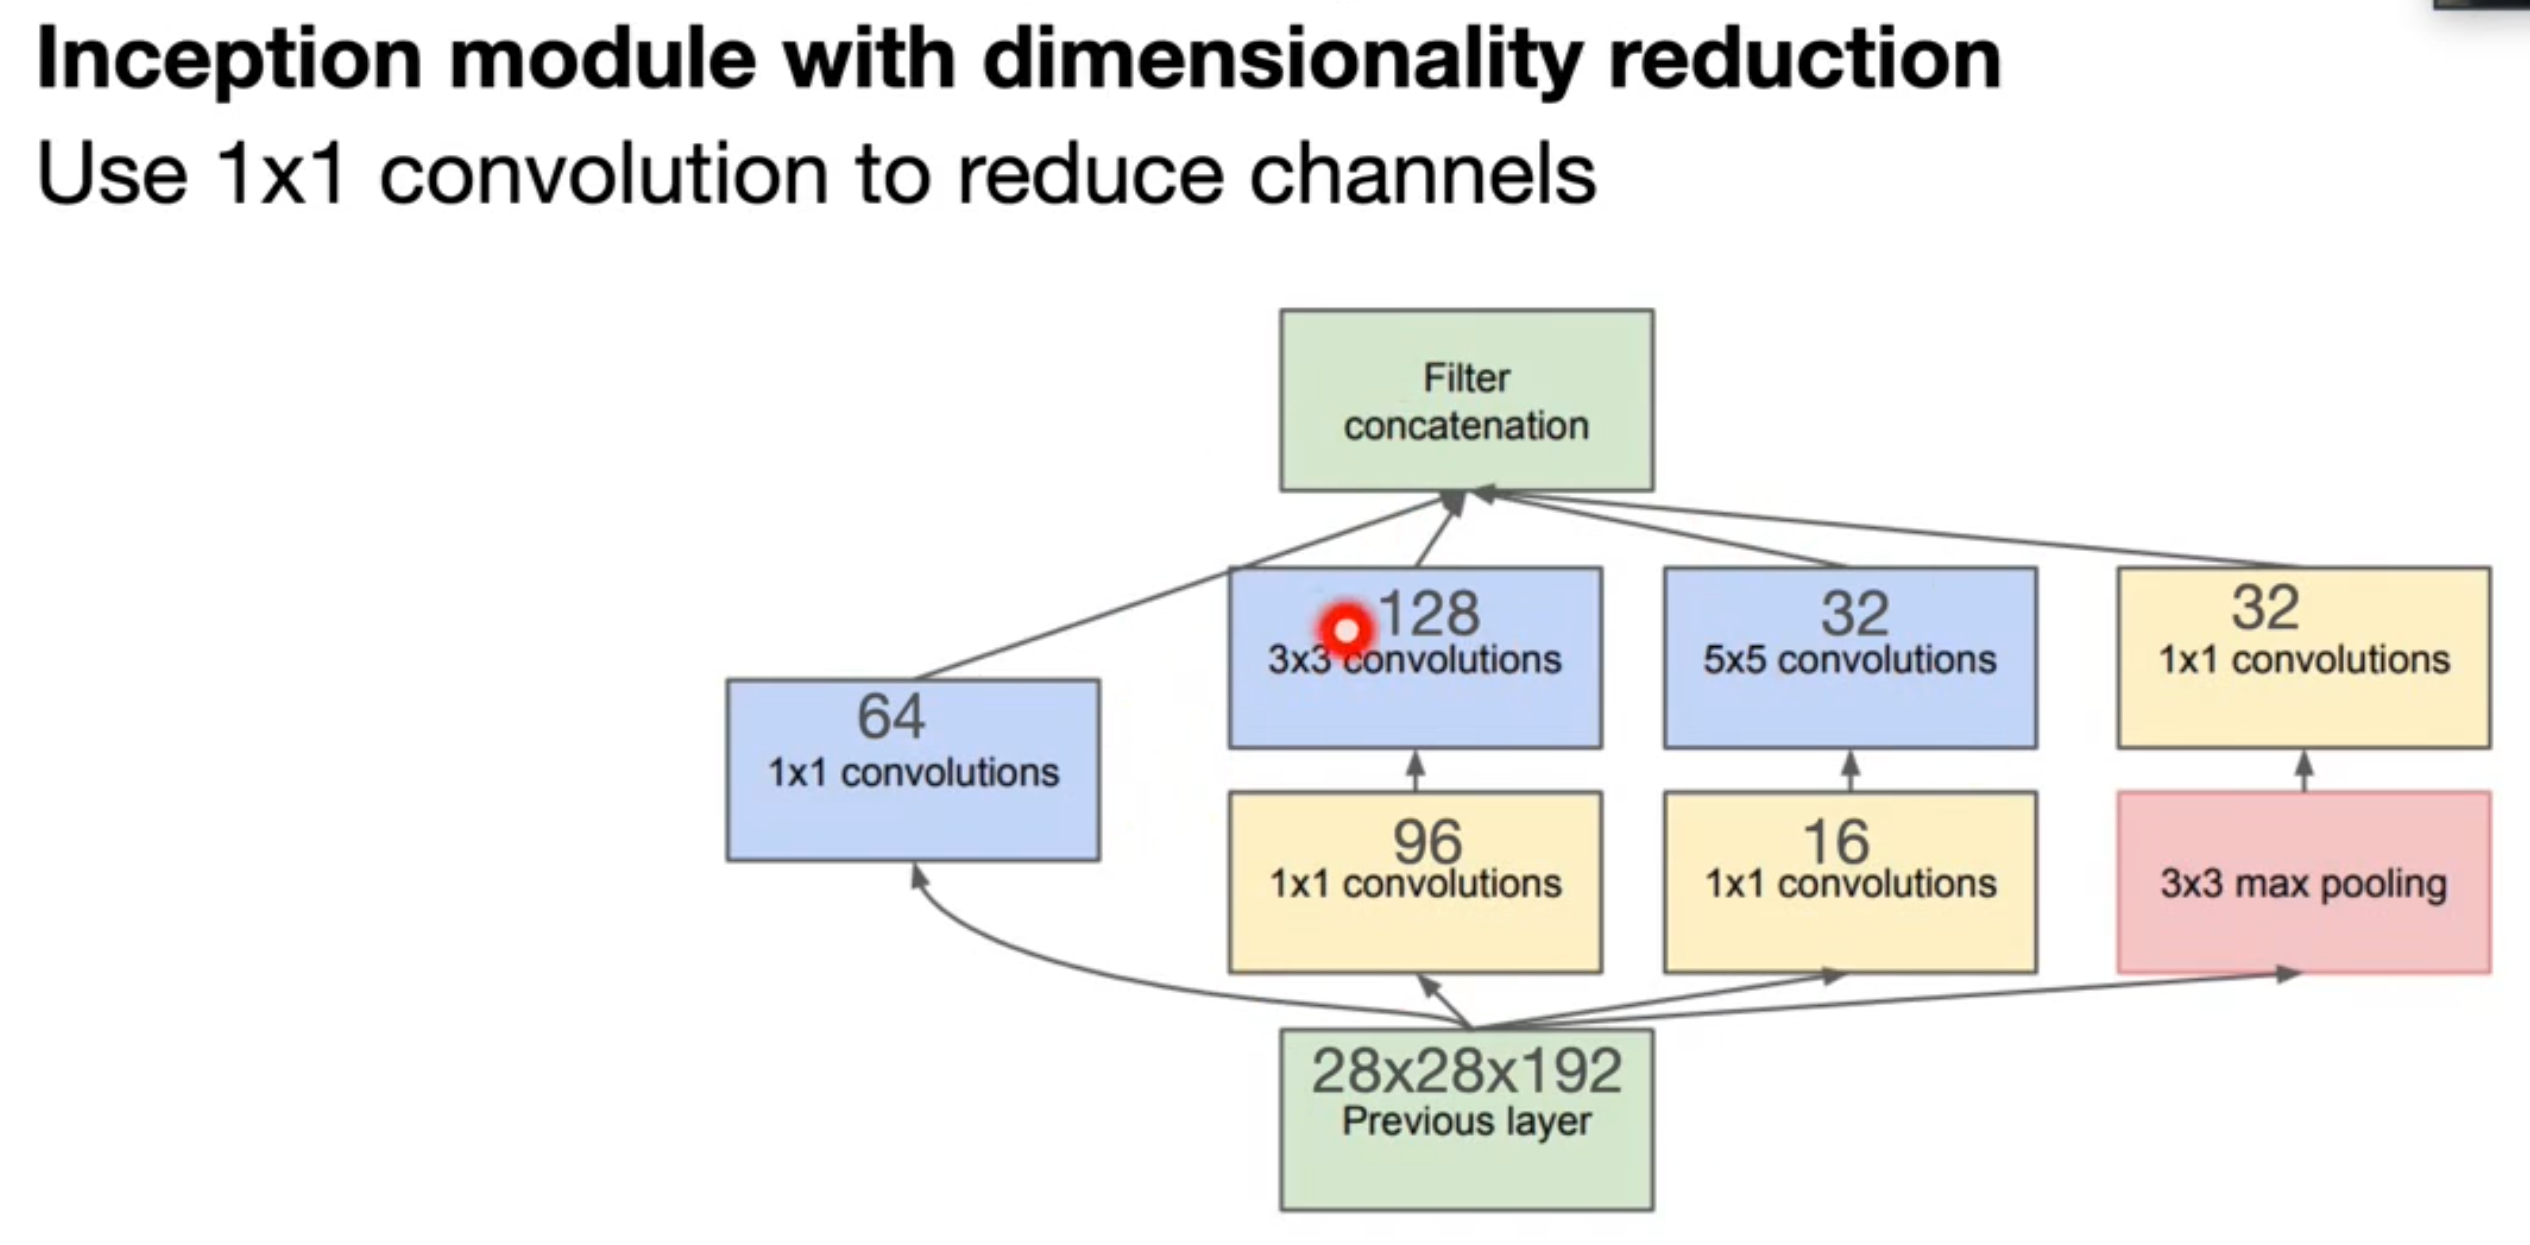 Inception module with dimensionality reduction
Use 1x1 convolution to reduce channels
Filter
concatenation
128
3x3 convolutions
32
5x5 convolutions
32
1x1 convolutions
64
1x1 convolutions
96
1x1 convolutions
16
1x1 convolutions
3x3 max pooling
28x28x192
Previous layer